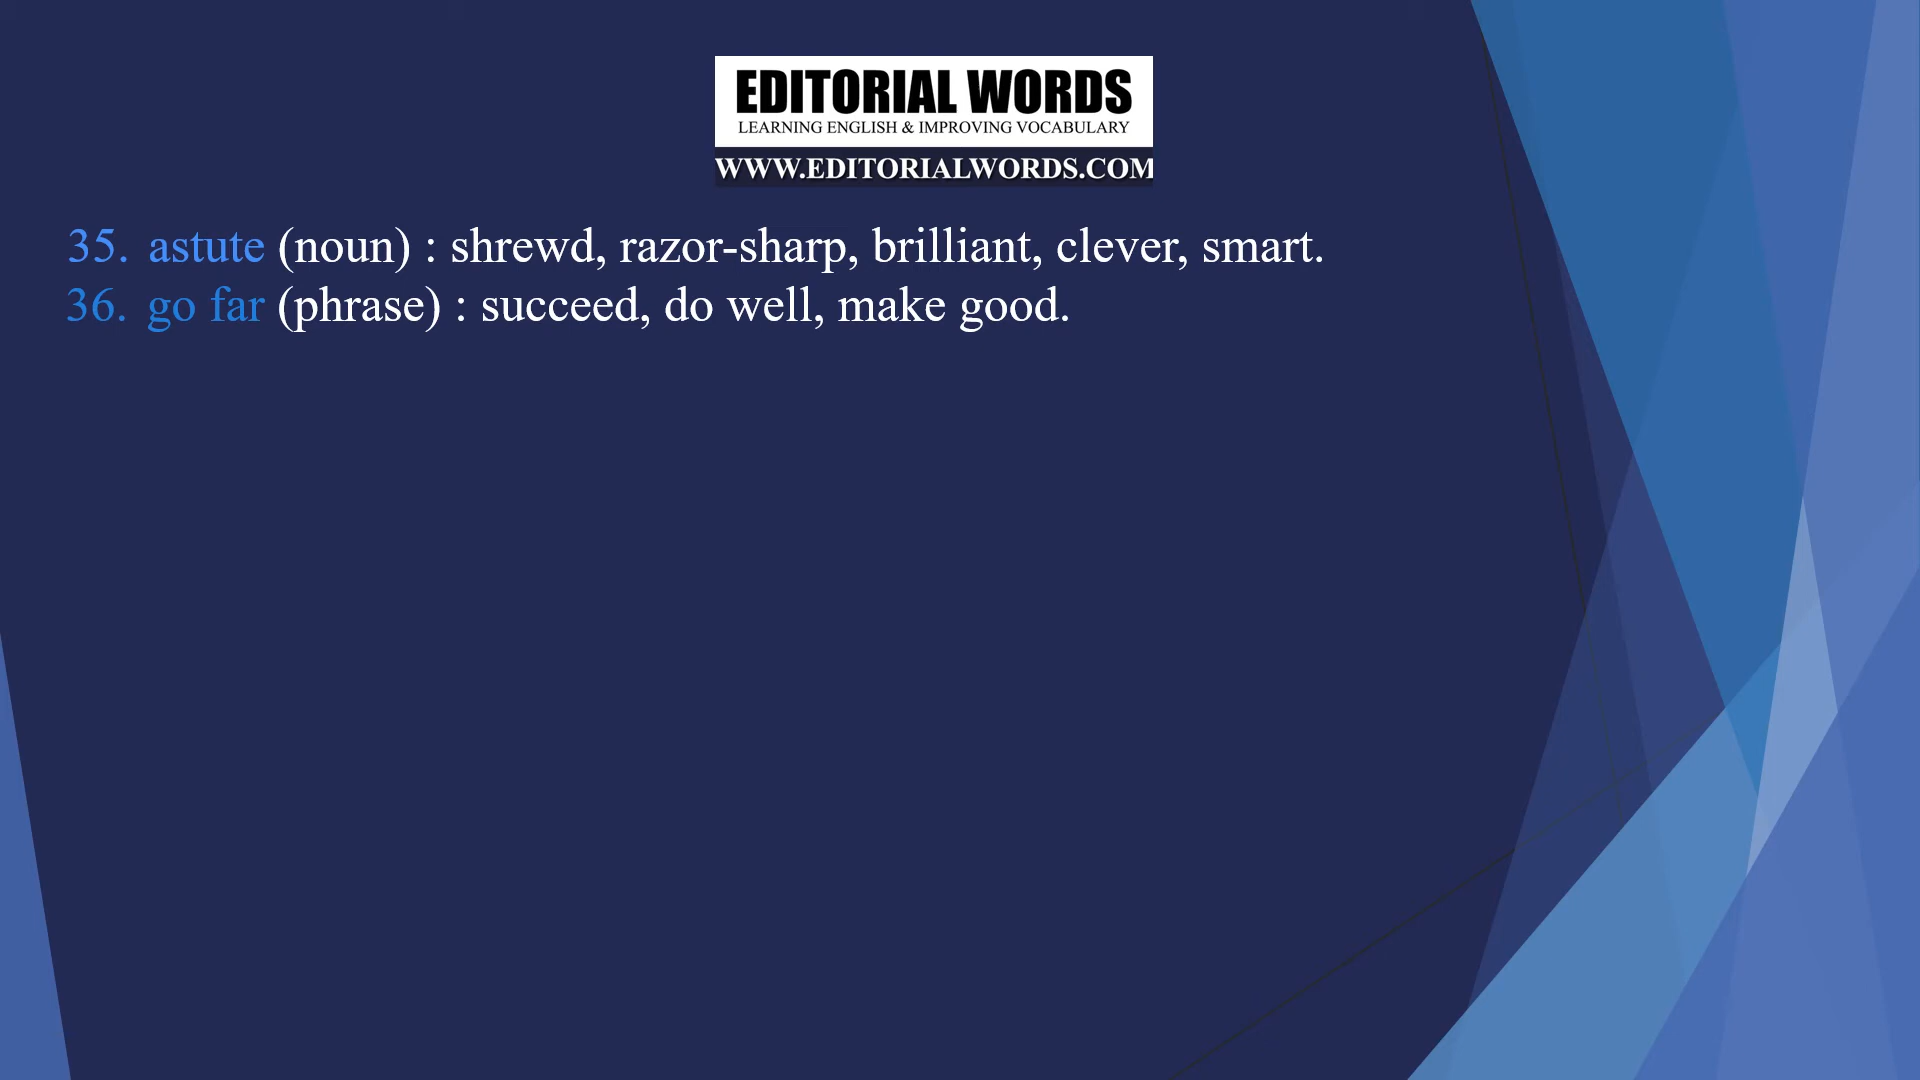 EDITORIAL WORDS
LEARNING ENGLISH & IMPROVING VOCABULARY
WWW.EDITORIALWORDS.COM
35. astute (noun) : shrewd, razor-sharp, brilliant, clever, smart.
36. go far (phrase) : succeed, do well, make good.